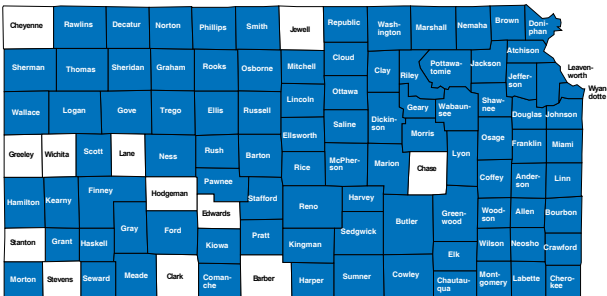 Cheyenne
Rawlins
Decatur
Norton
Phillips
Smith
Jewell
Republic
Wash-
ington
Marshall
Nemaha
Brown
Doni-
phan
Sherman
Thomas
Sheridan
Graham
Rooks
Osborne
Mitchell
Cloud
Clay
Riley
Pottawa-
tomie
Jackson
Atchison
Jeffer-
son
Leaven-
worth
Wyan
dotte
Wallace
Logan
Gove
Trego
Ellis
Russell
Lincoln
Ottawa
Dickin-
son
Geary
Wabaun-
see
Shaw-
nee
Douglas
Johnson
Ellsworth
Saline
Morris
Osage
Franklin
Miami
Greeley
Wichita
Scott
Lane
Ness
Rush
Barton
Rice
McPher-
son
Marion
Chase
Lyon
Coffey
Ander-
son
Linn
Hamilton
Kearny
Finney
Hodgeman
Pawnee
Edwards
Stafford
Reno
Harvey
Sedgwick
Butler
Green-
wood
Wood-
son
Allen
Bourbon
Stanton
Grant
Haskell
Gray
Ford
Kiowa
Pratt
Kingman
Elk
Wilson
Neosho
Crawford
Morton
Stevens
Seward
Meade
Clark
Coman-
che
Barber
Harper
Sumner
Cowley
Chautau-
qua
Mont-
gomery
Labette
Chero-
kee